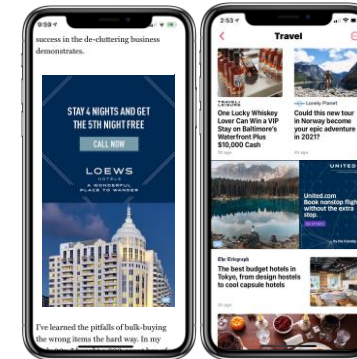 9:59
success in the de-cluttering business
demonstrates.
STAY 4 NIGHTS AND GET
THE 5TH NIGHT FREE
CALL NOW
LOEWS
HOTELS
A WONDERFUL
PLACE TO WANDER
I've learned the pitfalls of bulk-buying
the wrong items the hard way. In my
2:53
Travel
TRAVEL+
LEISURE
One Lucky Whiskey
Lover Can Win a VIP
Stay on Baltimore's
Waterfront Plus
$10,000 Cash
Lonely Planet
Could this new tour
in Norway become
your epic adventure
in 2021?
UNITED
United.com
Book nonstop fligh
without the extra
stop.
The Telegraph
The best budget hotels in
Tokyo, from design hostels
to cool capsule hotels